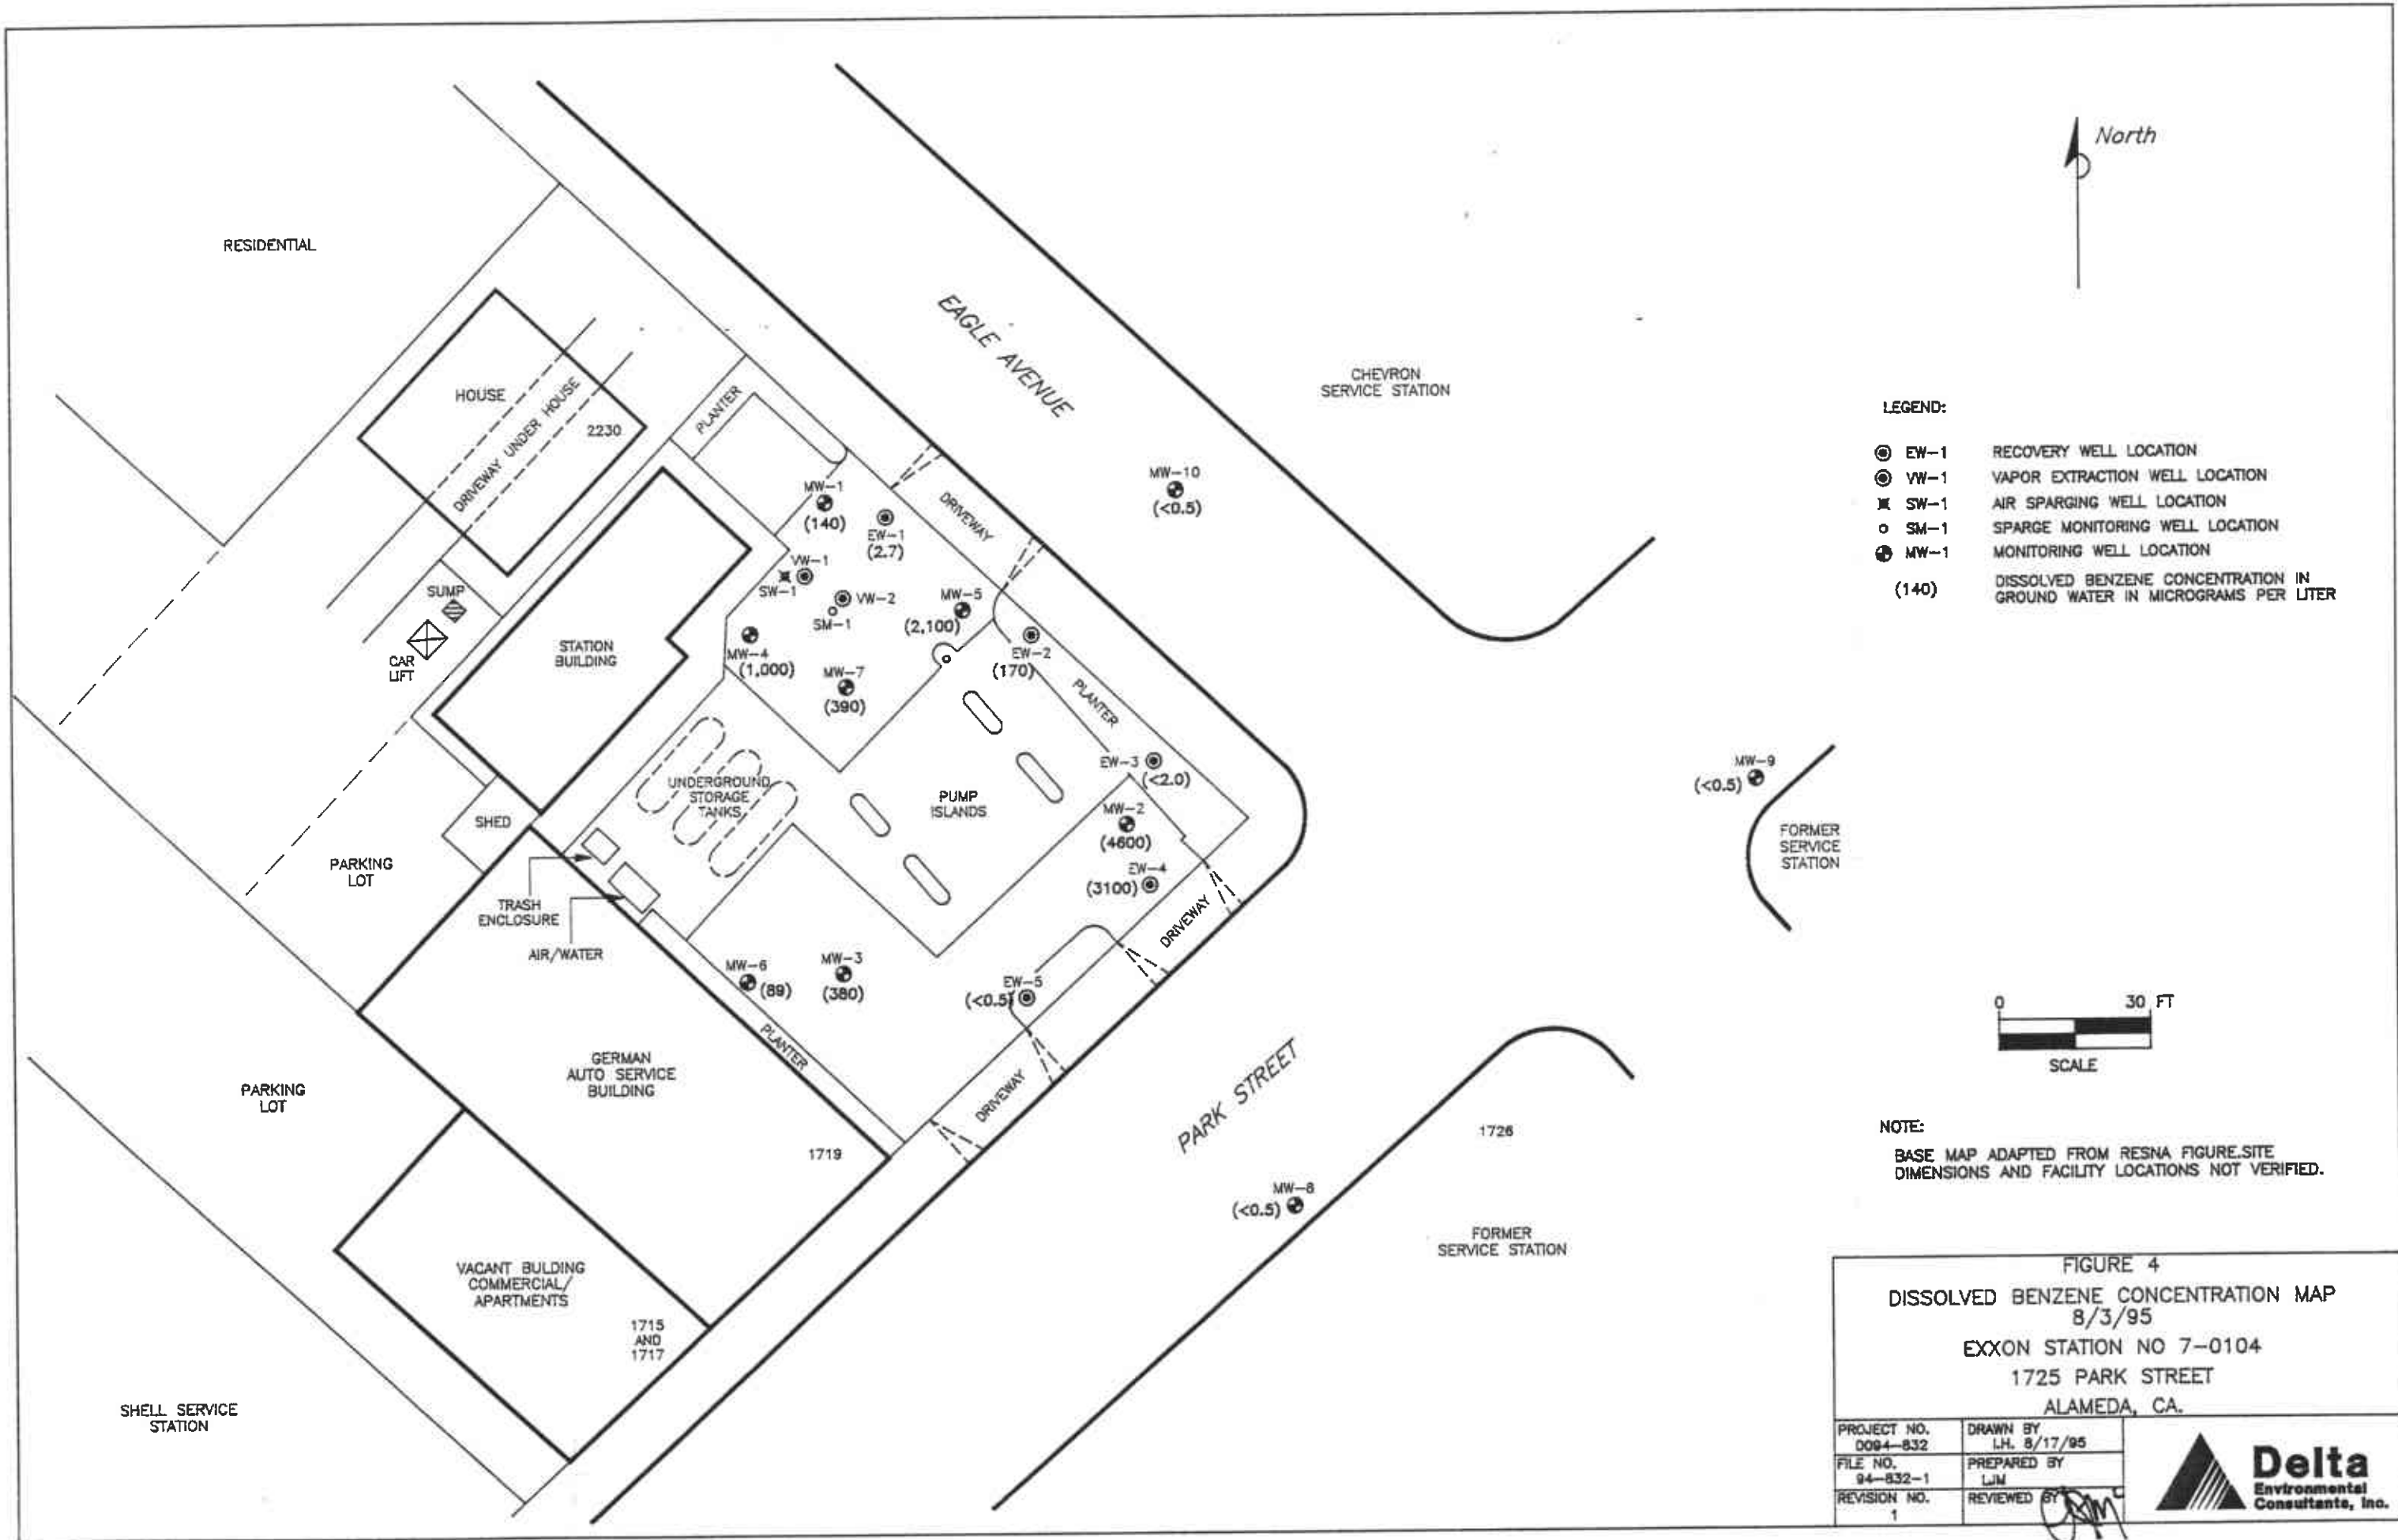 North
RESIDENTIAL
EAGLE AVENUE
CHEVRON
SERVICE STATION
HOUSE
DRIVEWAY UNDER HOUSE
2230
PLANTER
MW-1
(140)
EW-1
(2.7)
DRIVEWAY
MW-10
(<0.5)
VW-1
SW-1
VW-2
SM-1
MW-5
(2,100)
EW-2
(170)
MW-4
(1,000)
MW-7
(390)
SUMP
CAR
LIFT
STATION
BUILDING
PLANTER
UNDERGROUND
STORAGE
TANKS
PUMP
ISLANDS
EW-3
(<2.0)
MW-2
(4600)
EW-4
(3100)
MW-9
(<0.5)
FORMER
SERVICE
STATION
SHED
PARKING
LOT
TRASH
ENCLOSURE
AIR/WATER
DRIVEWAY
MW-6
(89)
MW-3
(380)
EW-5
(<0.5)
PLANTER
DRIVEWAY
GERMAN
AUTO SERVICE
BUILDING
1719
PARKING
LOT
PARK STREET
1726
MW-8
(<0.5)
FORMER
SERVICE STATION
VACANT BULDING
COMMERCIAL/
APARTMENTS
1715
AND
1717
SHELL SERVICE
STATION
LEGEND:
EW-1 RECOVERY WELL LOCATION
VW-1 VAPOR EXTRACTION WELL LOCATION
SW-1 AIR SPARGING WELL LOCATION
SM-1 SPARGE MONITORING WELL LOCATION
MW-1 MONITORING WELL LOCATION
(140) DISSOLVED BENZENE CONCENTRATION IN
GROUND WATER IN MICROGRAMS PER LITER
0 30 FT
SCALE
NOTE:
BASE MAP ADAPTED FROM RESNA FIGURE.SITE
DIMENSIONS AND FACILITY LOCATIONS NOT VERIFIED.
FIGURE 4
DISSOLVED BENZENE CONCENTRATION MAP
8/3/95
EXXON STATION NO 7-0104
1725 PARK STREET
ALAMEDA, CA.
PROJECT NO.
0094-832
DRAWN BY
LH. 8/17/95
FILE NO.
94-832-1
PREPARED BY
LJM
REVISION NO.
1
REVIEWED BY
Delta
Environmental
Consultants, Inc.